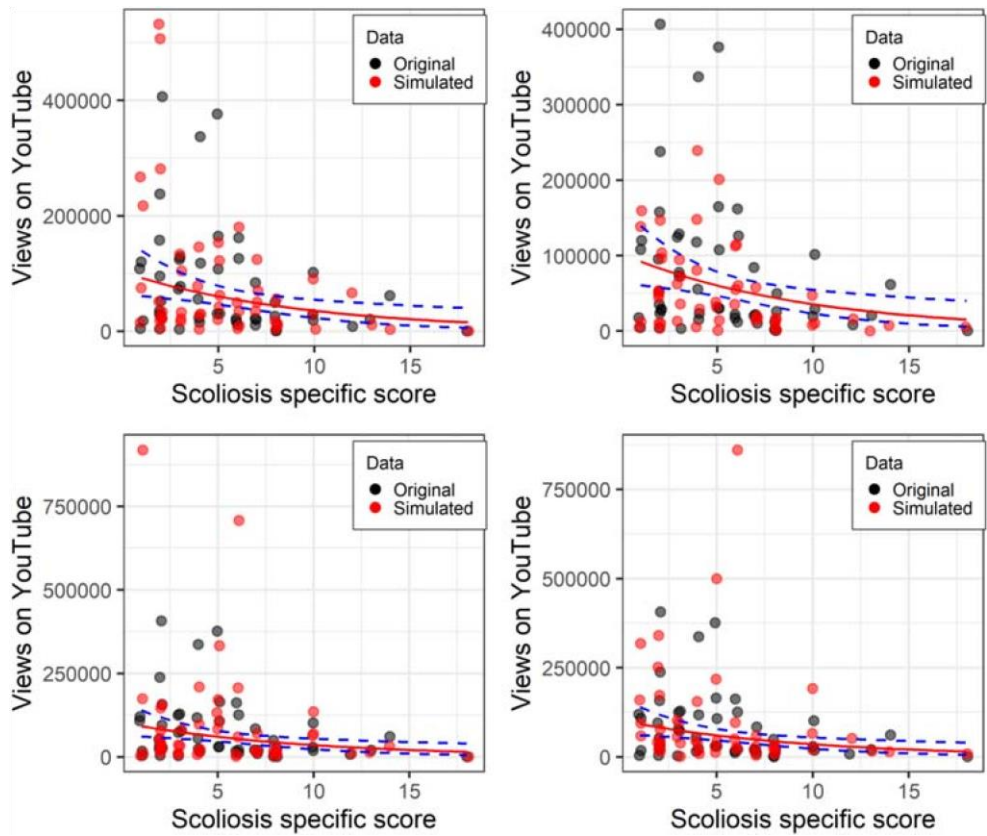 Views on YouTube
400000
200000
0
5
10
15
Scoliosis specific score
Data
Original
Simulated
Views on YouTube
400000
300000
200000
100000
0
5
10
15
Scoliosis specific score
Data
Original
Simulated
Views on YouTube
750000
500000
250000
0
5
10
15
Scoliosis specific score
Data
Original
Simulated
Views on YouTube
750000
500000
250000
0
5
10
15
Scoliosis specific score
Data
Original
Simulated